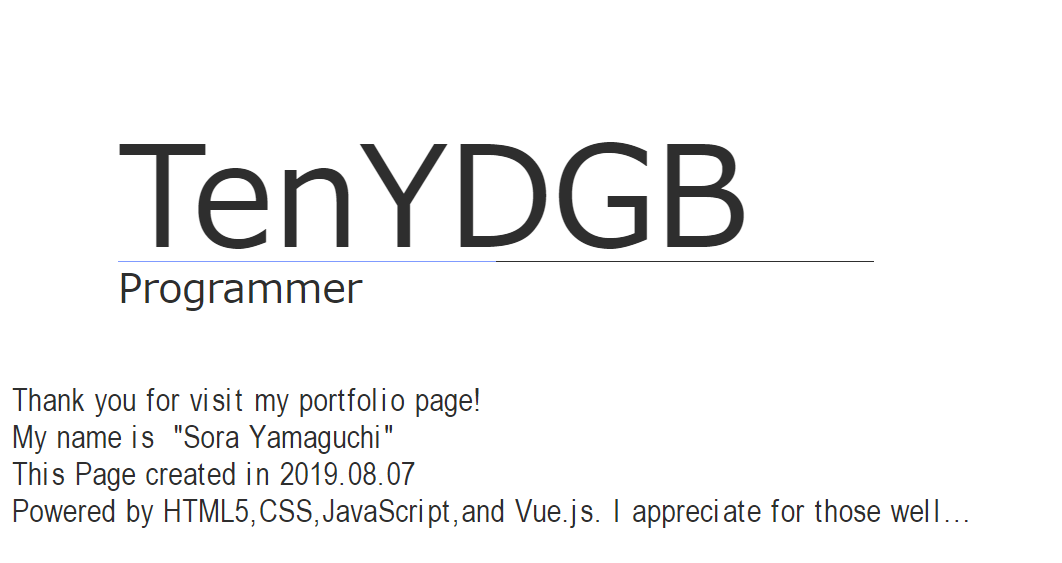 TenYDGB
Programmer
Thank you for visit my portfolio page!
My name is "Sora Yamaguchi"
This Page created in 2019.08.07
Powered by HTML5,CSS,JavaScript,and Vue.js. I appreciate for those well...